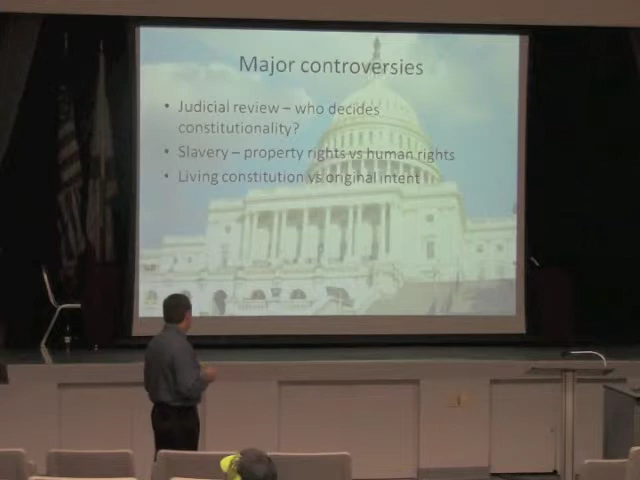 Major controversies
• Judicial review – who decides
constitutionality?
• Slavery – property rights vs human rights
• Living constitution vs original intent